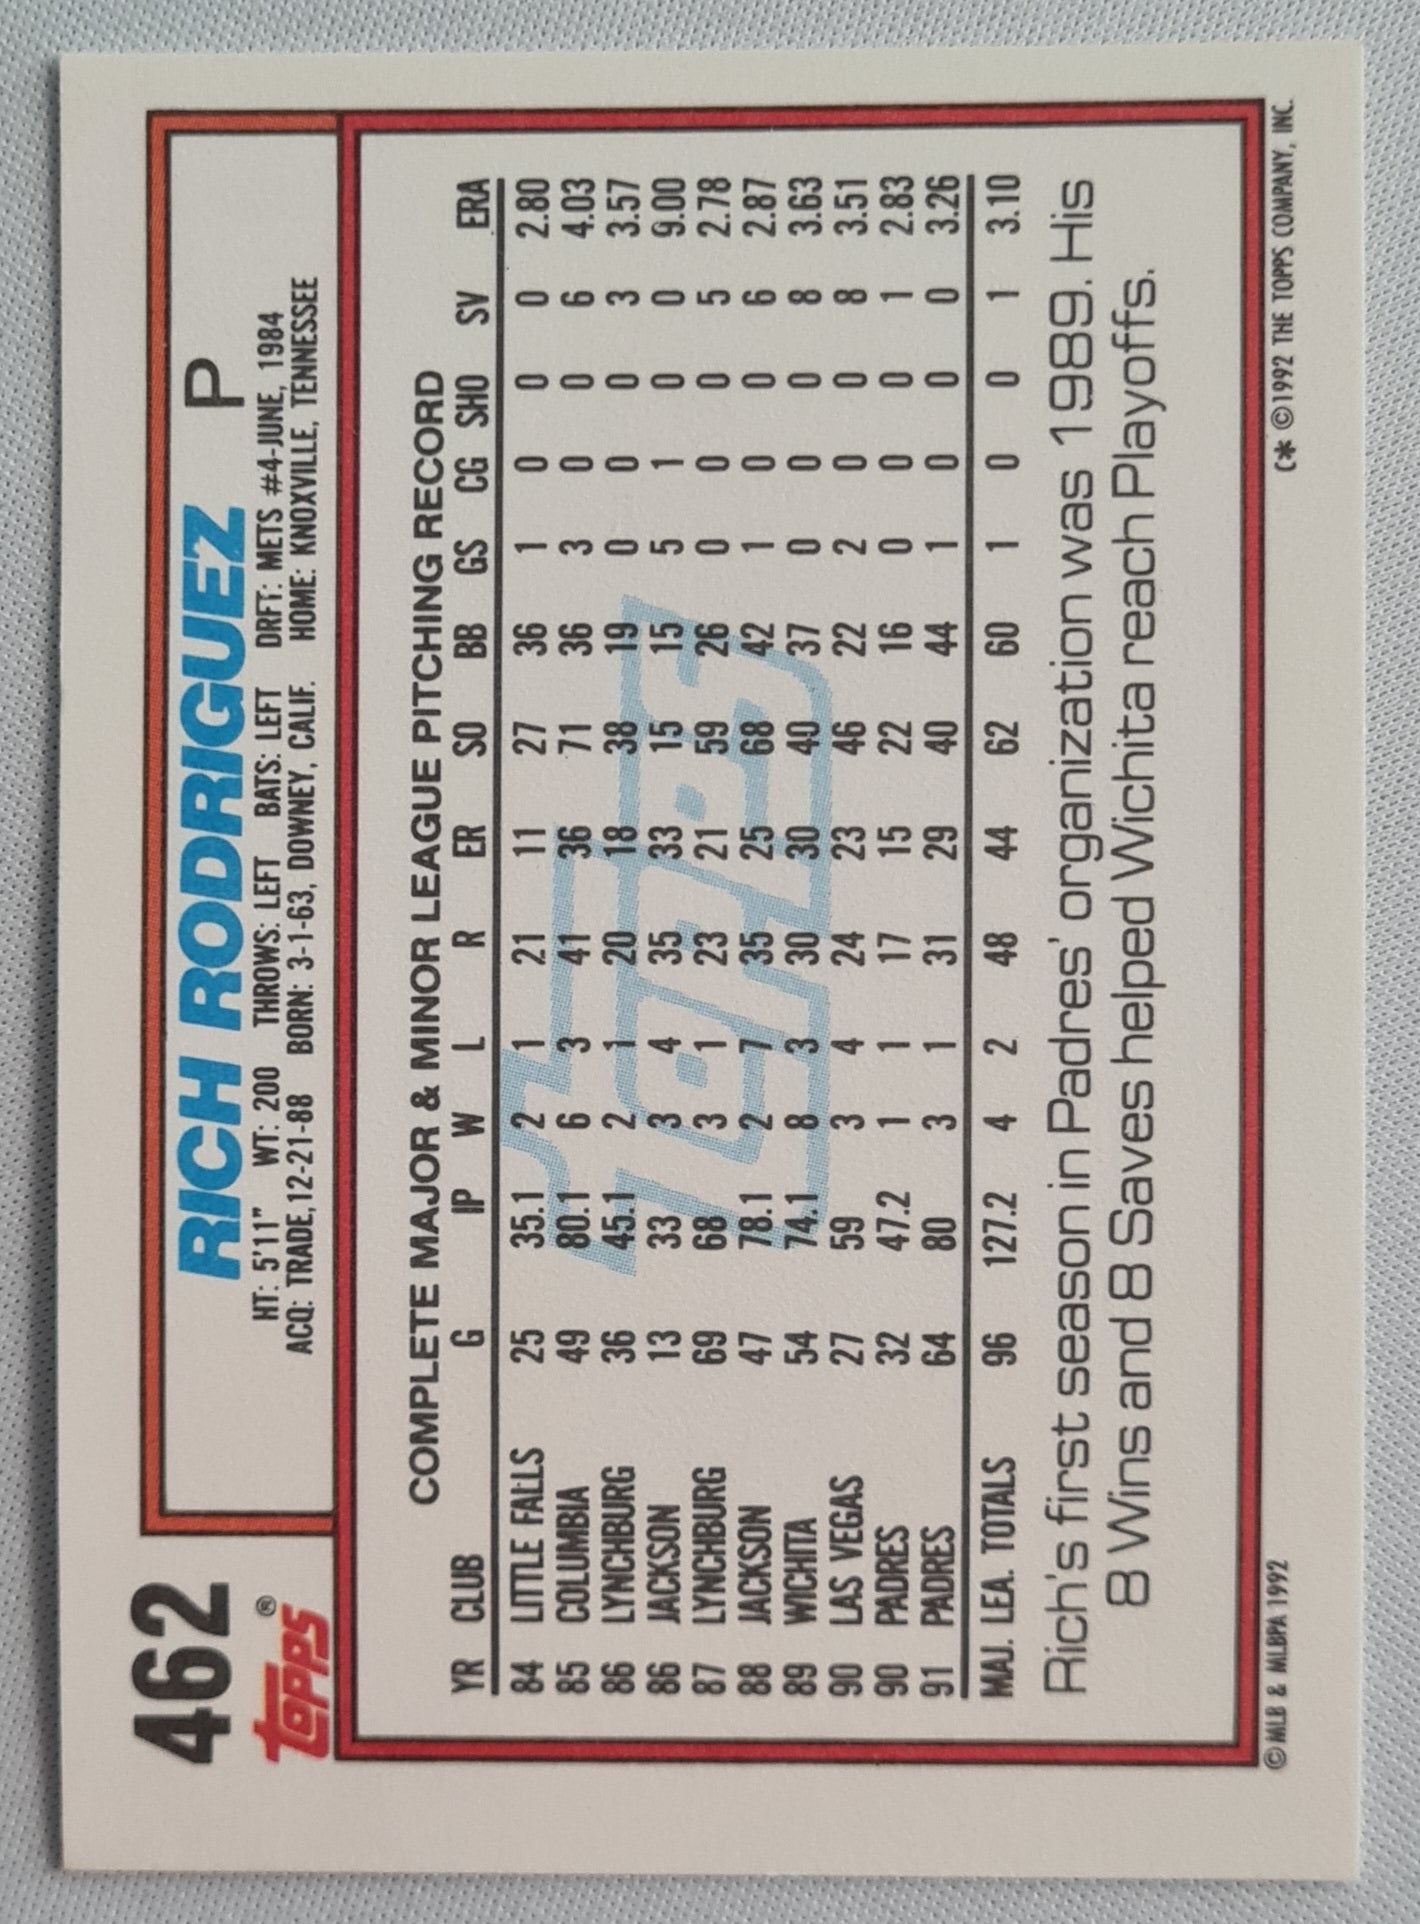 462
RICH RODRIGUEZ P
HT: 5'11" WT: 200 THROWS: LEFT BATS: LEFT DRFT: METS #4-JUNE, 1984
ACQ: TRADE,12-21-88 BORN: 3-1-63, DOWNEY, CALIF. HOME: KNOXVILLE, TENNESSEE
TOPPS ®
COMPLETE MAJOR & MINOR LEAGUE PITCHING RECORD
YR CLUB G IP W L R ER SO BB GS CG SHO SV ERA
84 LITTLE FALLS 25 35.1 2 1 21 11 27 36 1 0 0 0 2.80
85 COLUMBIA 49 80.1 6 3 41 36 71 36 3 0 0 6 4.03
86 LYNCHBURG 36 45.1 2 1 20 18 38 19 0 0 0 3 3.57
86 JACKSON 13 33 3 4 35 33 15 15 5 1 0 0 9.00
87 LYNCHBURG 69 68 3 1 23 21 59 26 0 0 0 5 2.78
88 JACKSON 47 78.1 2 7 35 25 68 42 1 0 0 6 2.87
89 WICHITA 54 74.1 8 3 30 30 40 37 0 0 0 8 3.63
90 LAS VEGAS 27 59 3 4 24 23 46 22 2 0 0 8 3.51
90 PADRES 32 47.2 1 1 17 15 22 16 0 0 0 1 2.83
91 PADRES 64 80 3 1 31 29 40 44 1 0 0 0 3.26
MAJ. LEA. TOTALS 96 127.2 4 2 48 44 62 60 1 0 0 1 3.10
Topps
Rich's first season in Padres' organization was 1989. His
8 Wins and 8 Saves helped Wichita reach Playoffs.
© MLB & MLBPA 1992
(* ©1992 THE TOPPS COMPANY, INC.